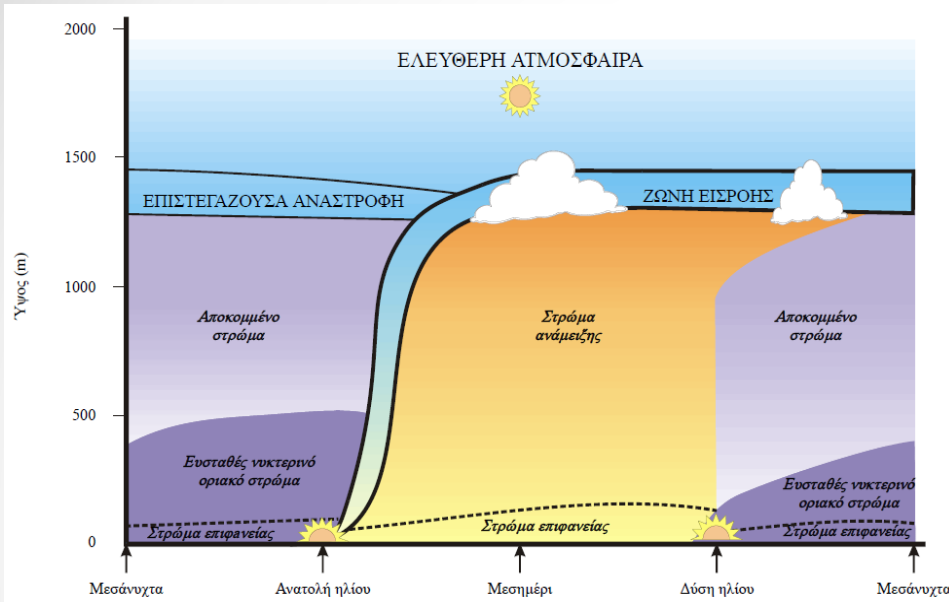 2000
ΕΛΕΥΘΕΡΗ ΑΤΜΟΣΦΑΙΡΑ
1500
ΕΠΙΣΤΕΓΑΖΟΥΣΑ ΑΝΑΣΤΡΟΦΗ
ΖΩΝΗ ΕΙΣΡΟΗΣ
Ύψος (m)
1000
Αποκομμένο
στρώμα
Στρώμα
ανάμειξης
Αποκομμένο
στρώμα
500
Ευσταθές νυκτερινό
οριακό στρώμα
Ευσταθές νυκτερινό
οριακό στρώμα
Στρώμα επιφανείας
Στρώμα επιφανείας
Στρώμα επιφανείας
0
Μεσάνυχτα
Ανατολή ηλίου
Μεσημέρι
Δύση ηλίου
Μεσάνυχτα